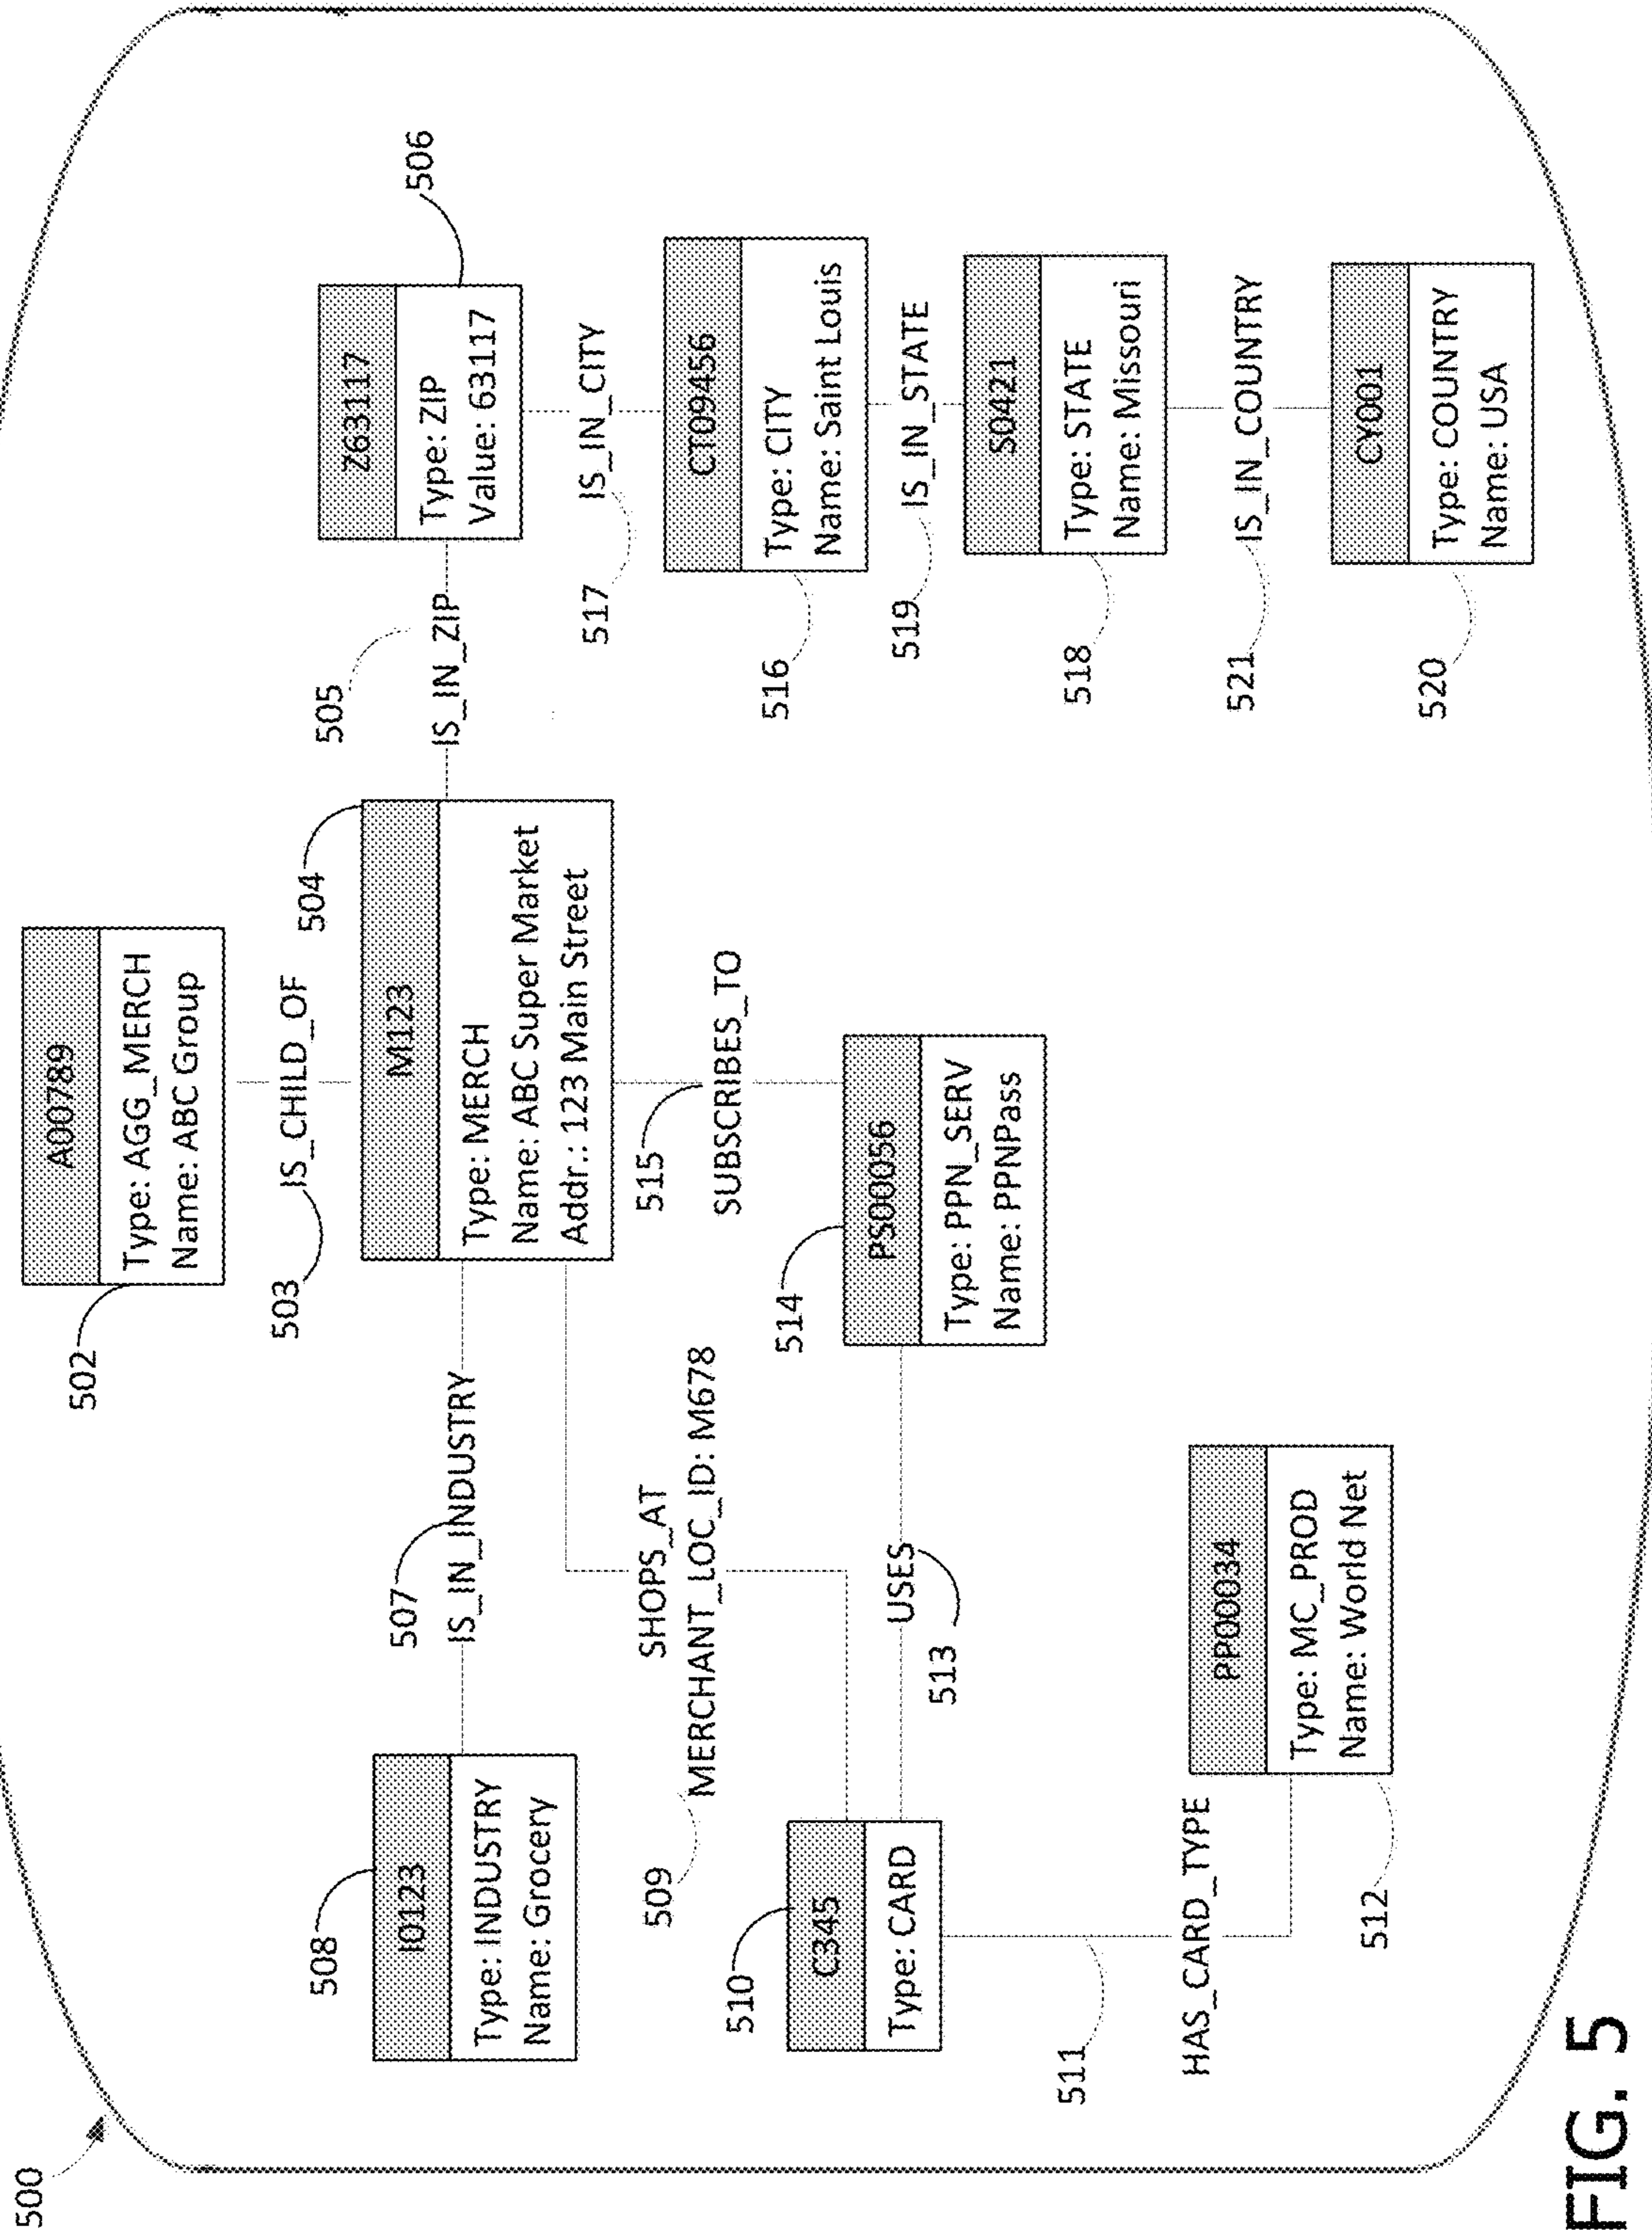 500
502
A00789
Type: AGG_MERCH
Name: ABC Group
503
IS_CHILD_OF
504
508
I0123
Type: INDUSTRY
Name: Grocery
507
IS_IN_INDUSTRY
M123
Type: MERCH
Name: ABC Super Market
Addr.: 123 Main Street
505
IS_IN_ZIP
Z63117
Type: ZIP
Value: 63117
506
509
SHOPS_AT
MERCHANT_LOC_ID: M678
515
SUBSCRIBES_TO
517
IS_IN_CITY
510
C345
Type: CARD
USES
513
514
PS00056
Type: PPN_SERV
Name: PPNPass
516
CT09456
Type: CITY
Name: Saint Louis
519
IS_IN_STATE
511
HAS_CARD_TYPE
PP00034
Type: MC_PROD
Name: World Net
512
518
S0421
Type: STATE
Name: Missouri
521
IS_IN_COUNTRY
520
CY001
Type: COUNTRY
Name: USA
FIG. 5